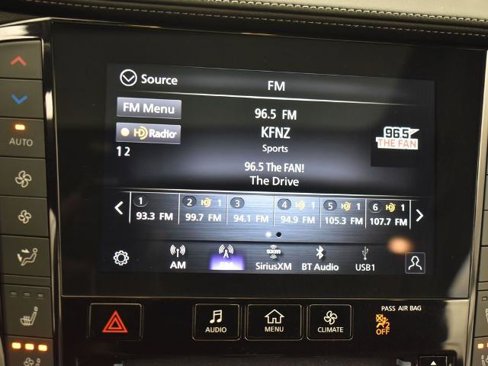 Source
FM
FM Menu
96.5 FM
HD Radio
KFNZ
AUTO
Sports
96.5
THE FAN
12
96.5 The FAN!
The Drive
1 2 HD 1 3 4 HD 1 5 HD 1 6 HD 1
93.3 FM 99.7 FM 94.1 FM 94.9 FM 105.3 FM 107.7 FM
AM FM SiriusXM BT Audio USB1
PASS AIR BAG
AUDIO MENU CLIMATE OFF